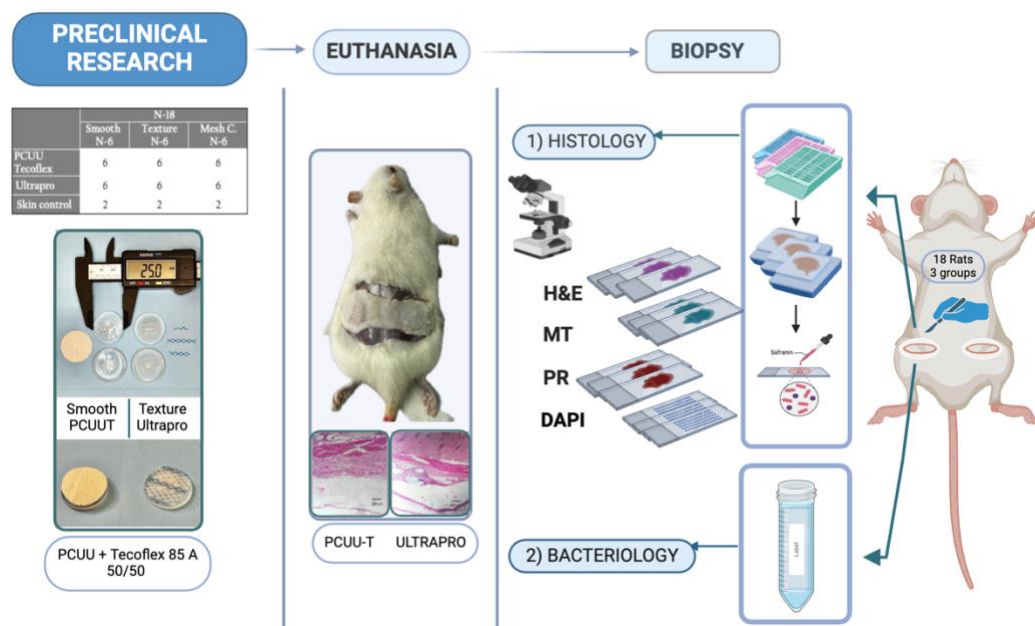 PRECLINICAL
RESEARCH
EUTHANASIA
BIOPSY
N-18
Smooth Texture Mesh C.
N-6 N-6 N-6
PCUU
Tecoflex 6 6 6
Ultrapro 6 6 6
Skin control 2 2 2
25.0
Smooth Texture
PCUUT Ultrapro
PCUU + Tecoflex 85 A
50/50
PCUU-T ULTRAPRO
1) HISTOLOGY
H&E
MT
PR
DAPI
Safranin
2) BACTERIOLOGY
Label
18 Rats
3 groups